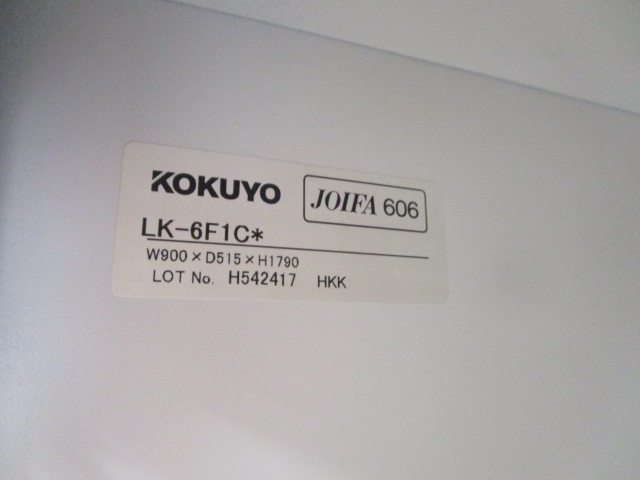 KOKUYO JOIFA 606
LK-6F1C*
W900×D515×H1790
LOT No. H542417 HKK